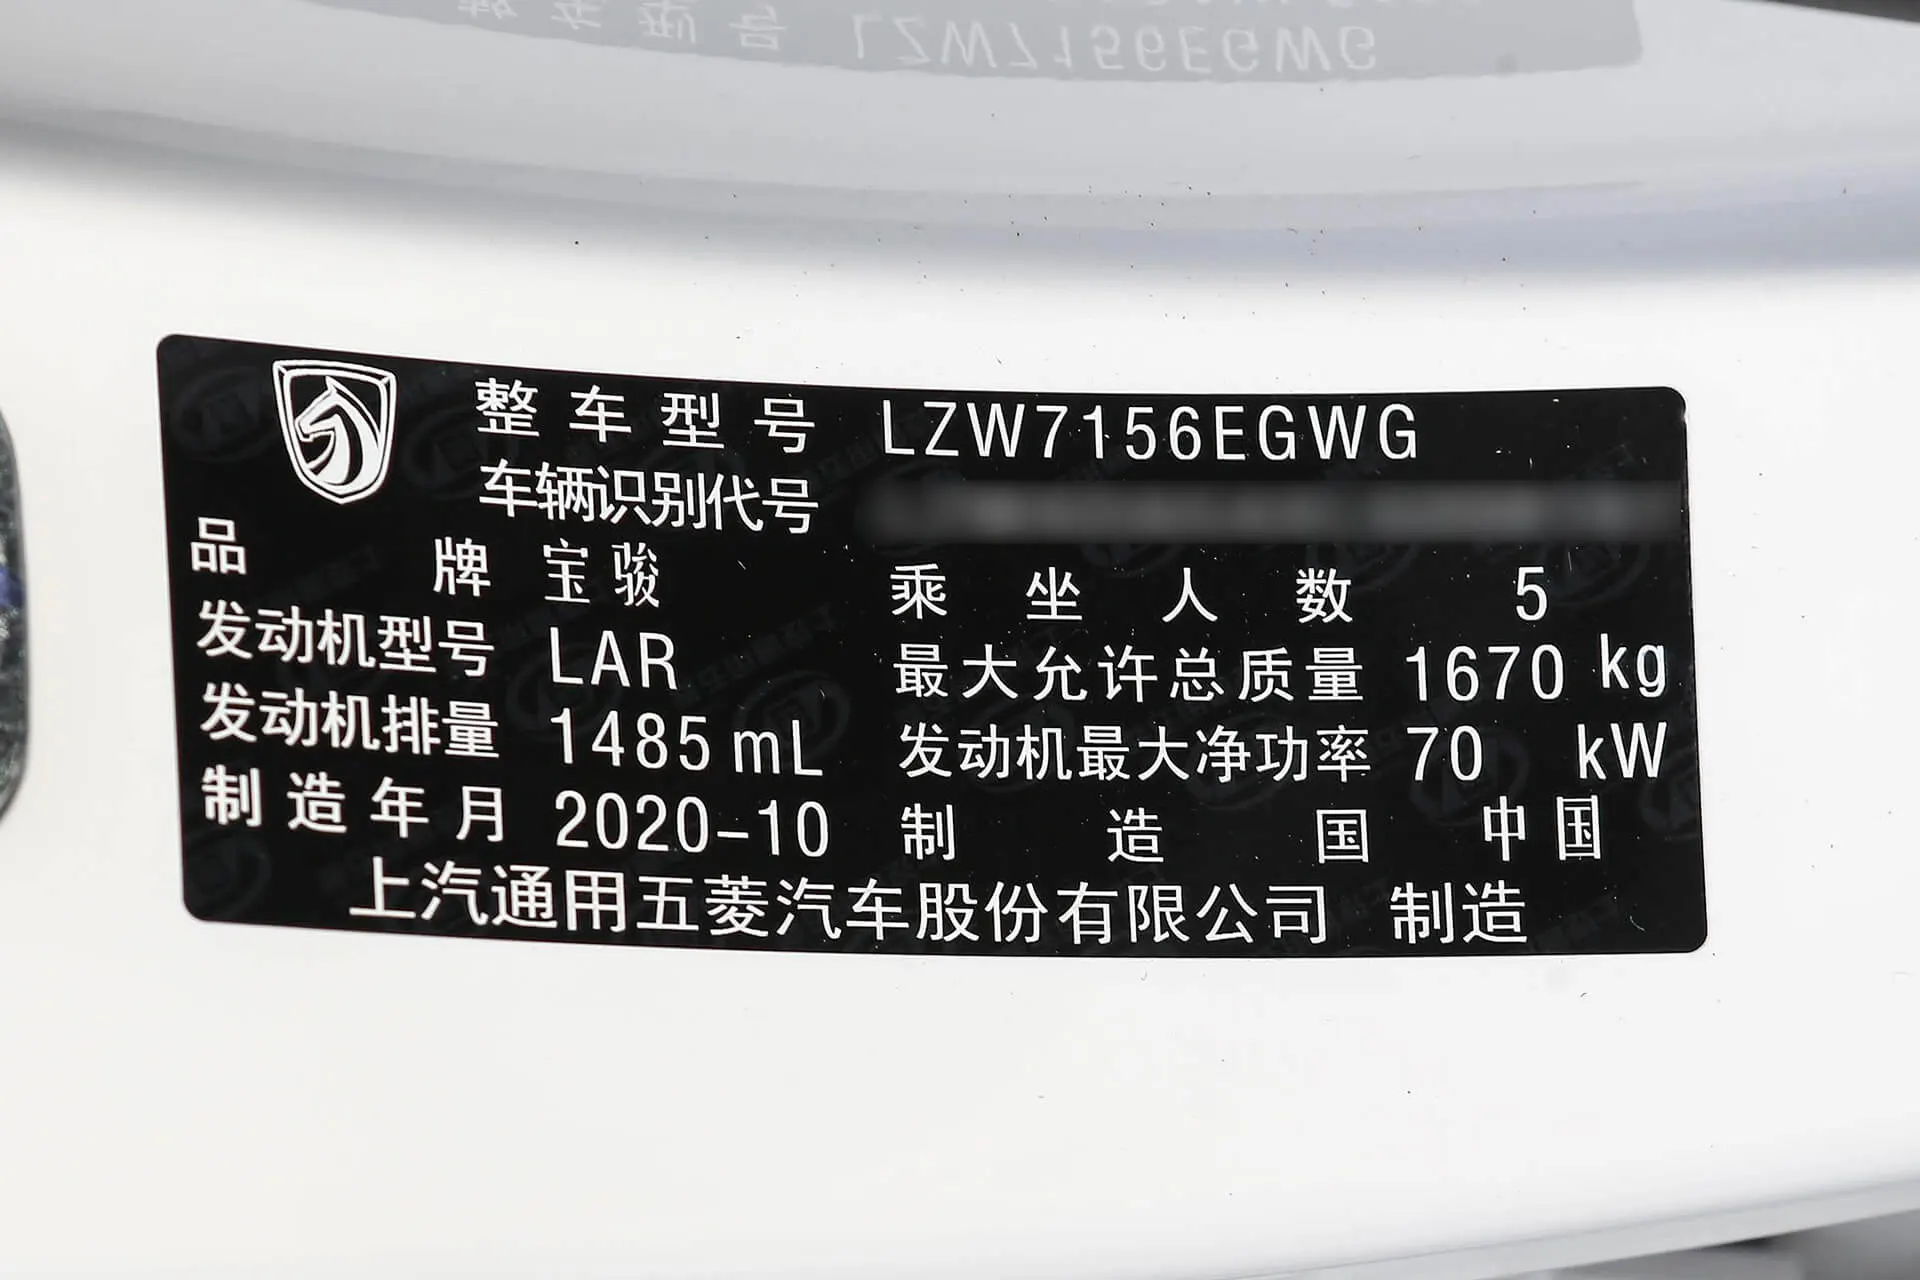 整车型号 LZW7156EGWG
车辆识别代号
品牌 宝骏 乘坐人数 5
发动机型号 LAR 最大允许总质量 1670 kg
发动机排量 1485 mL 发动机最大净功率 70 kW
制造年月 2020-10 制造国 中国
上汽通用五菱汽车股份有限公司 制造